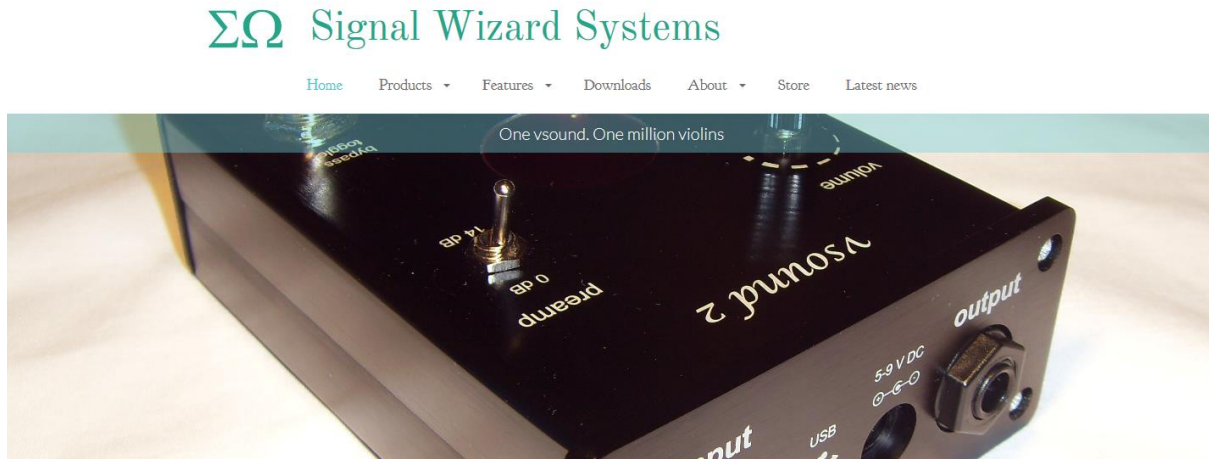 ΣΩ Signal Wizard Systems
Home Products Features Downloads About Store Latest news
One vsound. One million violins
bypass
toggle
volume
14 dB
0 dB
preamp
vsound 2
output
5-9 V DC
USB